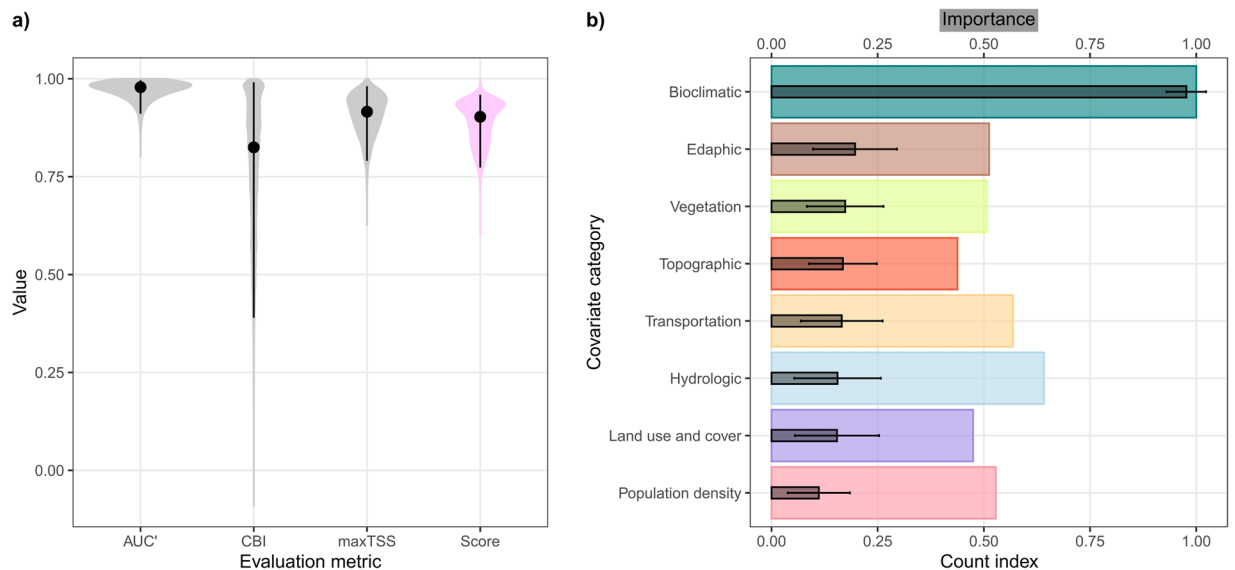 a)
1.00
0.75
0.50
0.25
0.00
Value
AUC'
CBI
maxTSS
Score
Evaluation metric
b)
Importance
0.00
0.25
0.50
0.75
1.00
Covariate category
Bioclimatic
Edaphic
Vegetation
Topographic
Transportation
Hydrologic
Land use and cover
Population density
0.00
0.25
0.50
0.75
1.00
Count index